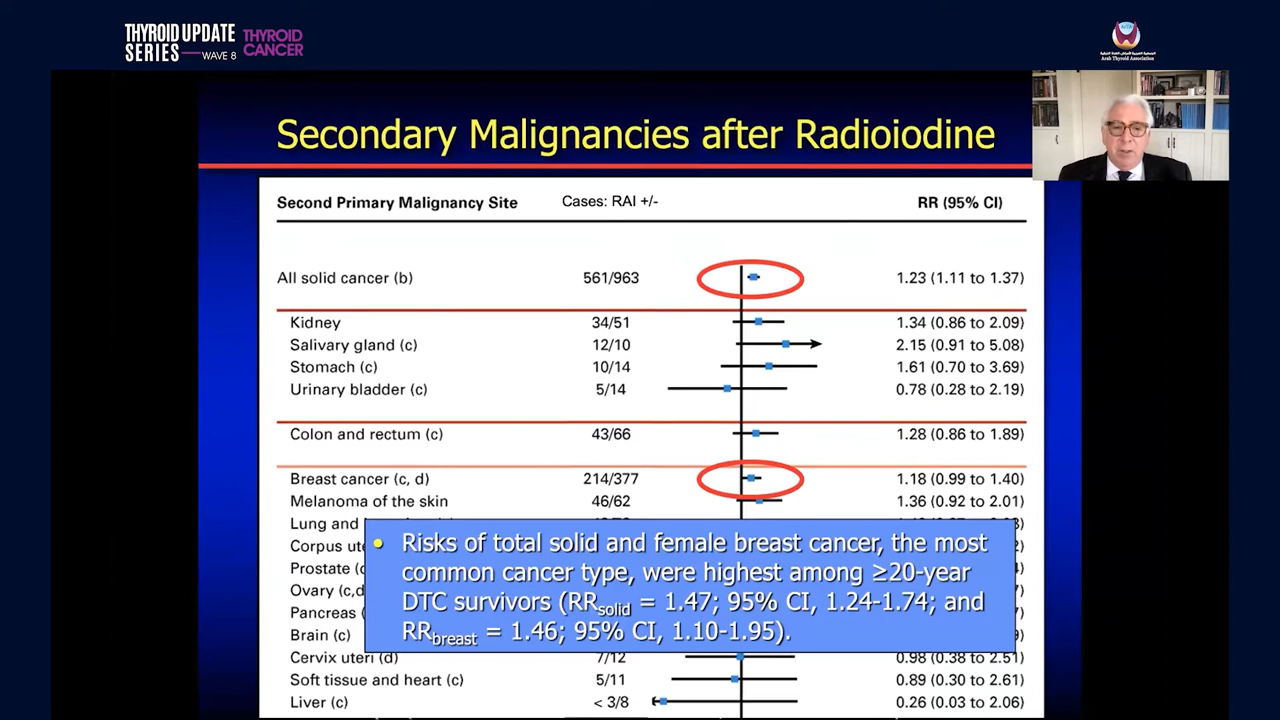 THYROID UPDATE
SERIES — WAVE 8
THYROID
CANCER
ATA
الجمعية العربية لأمراض الغدة الدرقية
Arab Thyroid Association
Secondary Malignancies after Radioiodine
Second Primary Malignancy Site Cases: RAI +/- RR (95% CI)
All solid cancer (b) 561/963 1.23 (1.11 to 1.37)
Kidney 34/51 1.34 (0.86 to 2.09)
Salivary gland (c) 12/10 2.15 (0.91 to 5.08)
Stomach (c) 10/14 1.61 (0.70 to 3.69)
Urinary bladder (c) 5/14 0.78 (0.28 to 2.19)
Colon and rectum (c) 43/66 1.28 (0.86 to 1.89)
Breast cancer (c, d) 214/377 1.18 (0.99 to 1.40)
Melanoma of the skin 46/62 1.36 (0.92 to 2.01)
Lung and
Corpus
Prostate (
Ovary (c,
Pancreas (
Brain (c)
• Risks of total solid and female breast cancer, the most
common cancer type, were highest among ≥20-year
DTC survivors (RRsolid = 1.47; 95% CI, 1.24-1.74; and
RRbreast = 1.46; 95% CI, 1.10-1.95).
Cervix uteri (d) 7/12 0.98 (0.38 to 2.51)
Soft tissue and heart (c) 5/11 0.89 (0.30 to 2.61)
Liver (c) < 3/8 0.26 (0.03 to 2.06)